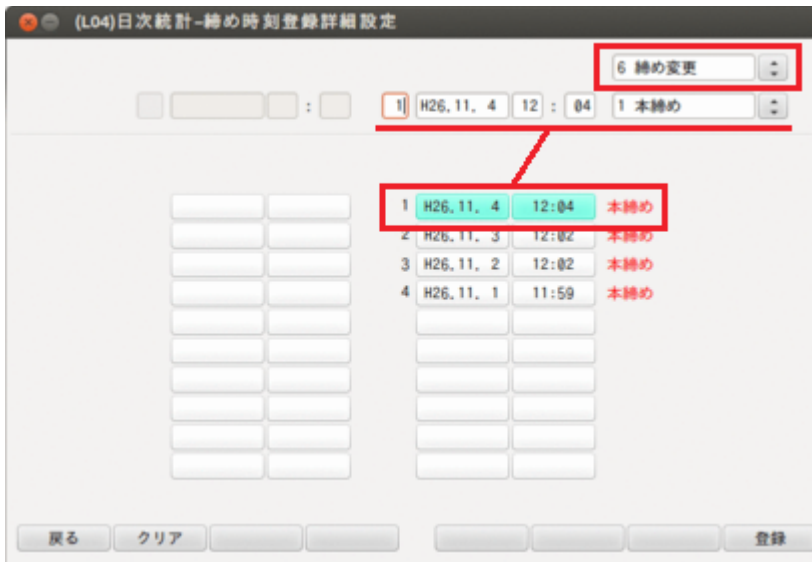 (L04)日次統計-締め時刻登録詳細設定
6 締め変更
: 1 H26.11. 4 12 : 04 1 本締め
1 H26.11. 4 12:04 本締め
2 H26.11. 3 12:02 本締め
3 H26.11. 2 12:02 本締め
4 H26.11. 1 11:59 本締め
戻る クリア 登録